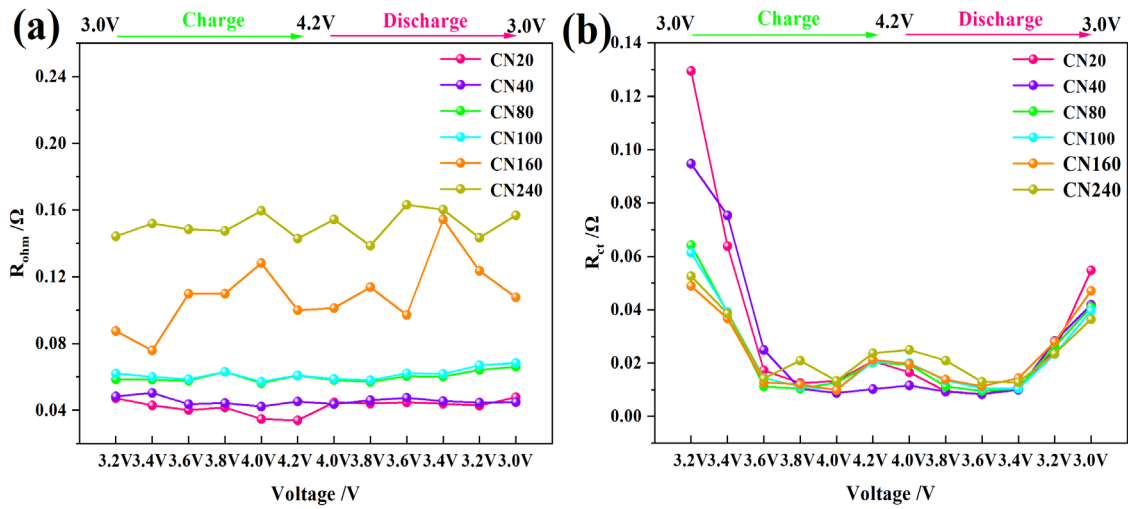 (a)
3.0V
Charge
4.2V
Discharge
3.0V
CN20
CN40
CN80
CN100
CN160
CN240
0.24
0.20
0.16
0.12
0.08
0.04
R_ohm /Ω
3.2V 3.4V 3.6V 3.8V 4.0V 4.2V 4.0V 3.8V 3.6V 3.4V 3.2V 3.0V
Voltage /V
(b)
3.0V
Charge
4.2V
Discharge
3.0V
CN20
CN40
CN80
CN100
CN160
CN240
0.14
0.12
0.10
0.08
0.06
0.04
0.02
0.00
R_ct /Ω
3.2V 3.4V 3.6V 3.8V 4.0V 4.2V 4.0V 3.8V 3.6V 3.4V 3.2V 3.0V
Voltage /V